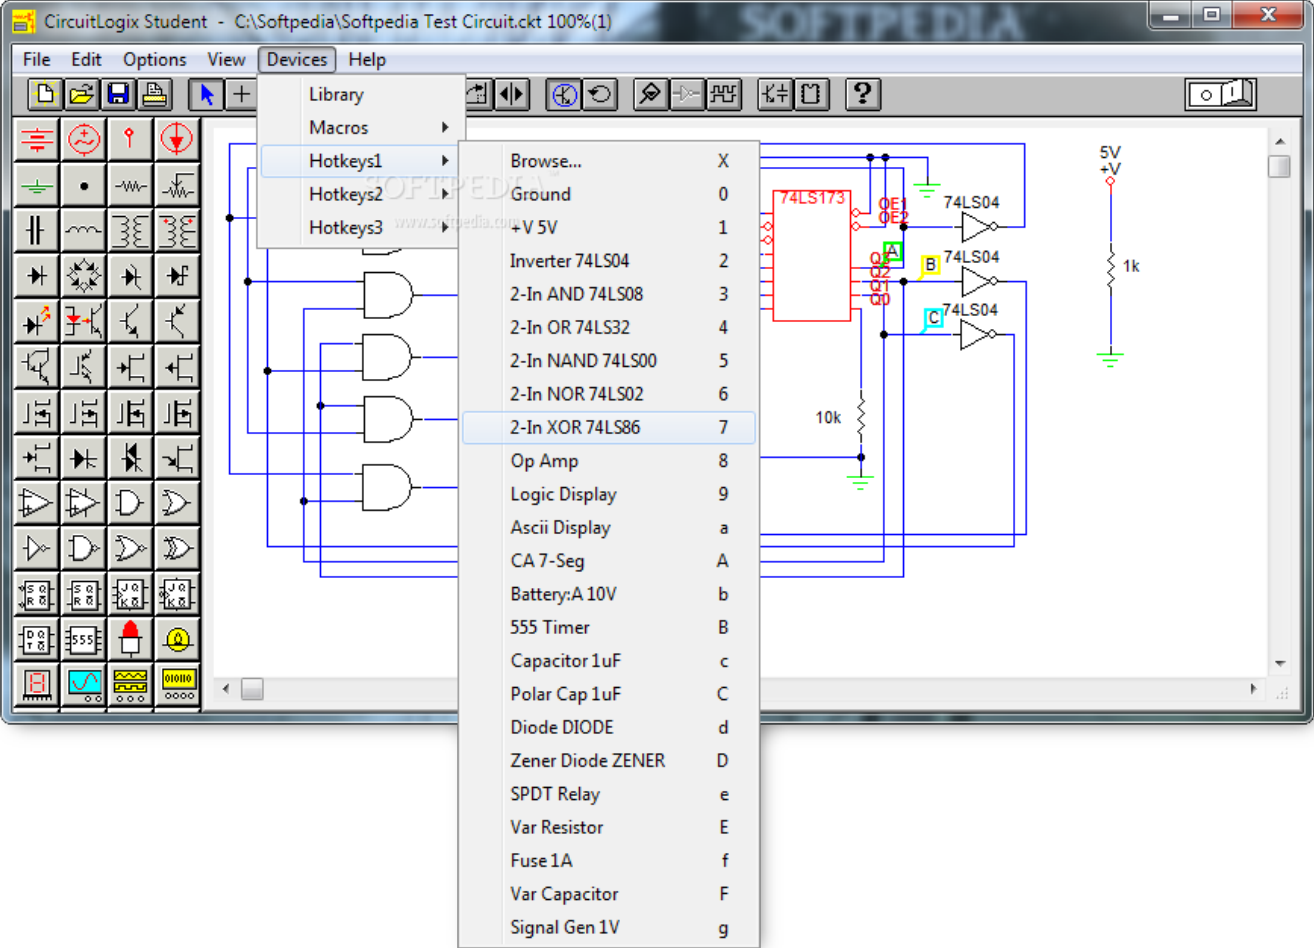 CircuitLogix Student - C:\Softpedia\Softpedia Test Circuit.ckt 100%(1)
SOFTPEDIA
File Edit Options View Devices Help
Library
Macros
Hotkeys1
Hotkeys2
Hotkeys3
SOFTPEDIA
www.softpedia.com
Browse... X
Ground 0
+V 5V 1
Inverter 74LS04 2
2-In AND 74LS08 3
2-In OR 74LS32 4
2-In NAND 74LS00 5
2-In NOR 74LS02 6
2-In XOR 74LS86 7
Op Amp 8
Logic Display 9
Ascii Display a
CA 7-Seg A
Battery:A 10V b
555 Timer B
Capacitor 1uF c
Polar Cap 1uF C
Diode DIODE d
Zener Diode ZENER D
SPDT Relay e
Var Resistor E
Fuse 1A f
Var Capacitor F
Signal Gen 1V g
74LS173
OE1
OE2
A
B
C
74LS04
74LS04
74LS04
5V
+V
1k
10k
555